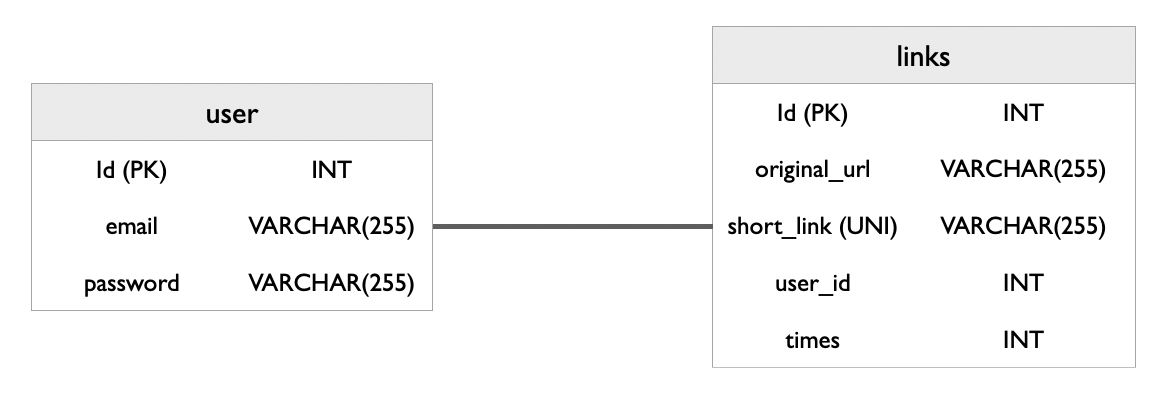 user
Id (PK) INT
email VARCHAR(255)
password VARCHAR(255)
links
Id (PK) INT
original_url VARCHAR(255)
short_link (UNI) VARCHAR(255)
user_id INT
times INT